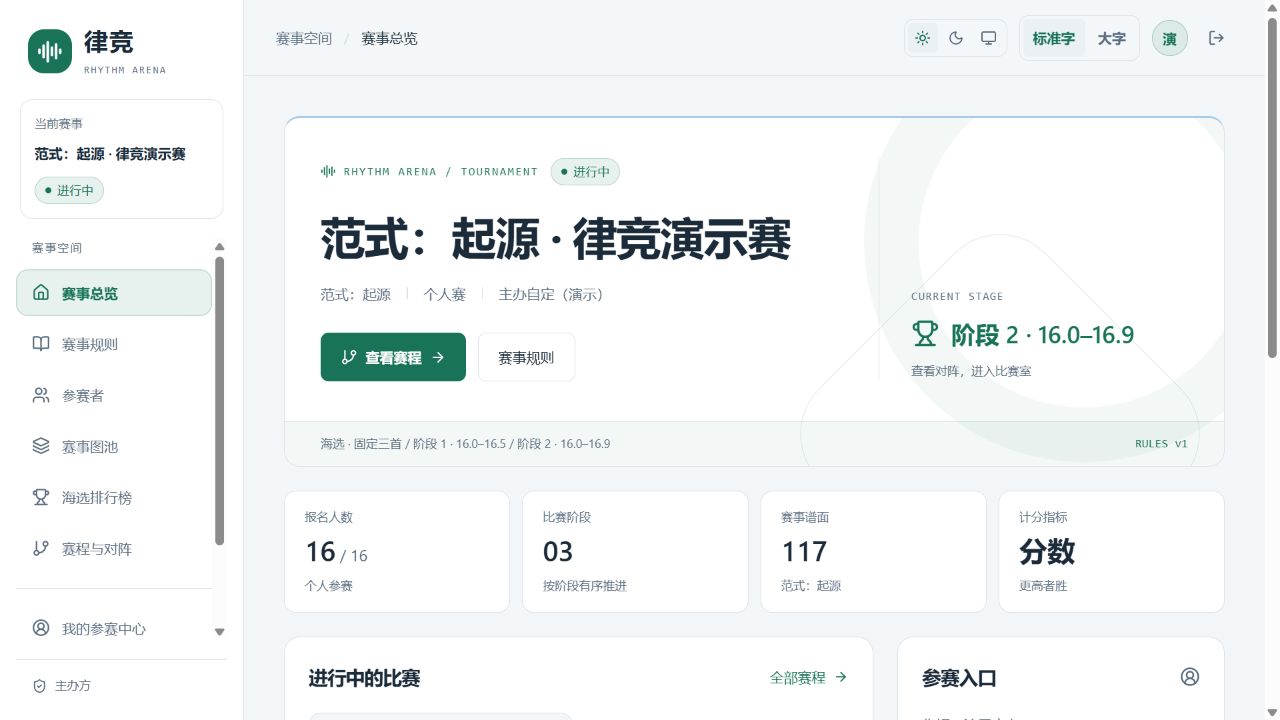 律竞
RHYTHM ARENA
当前赛事
范式：起源 · 律竞演示赛
进行中
赛事空间
赛事总览
赛事规则
参赛者
赛事图池
海选排行榜
赛程与对阵
我的参赛中心
主办方
赛事空间 / 赛事总览
标准字 大字 演
RHYTHM ARENA / TOURNAMENT 进行中
范式：起源 · 律竞演示赛
范式：起源 个人赛 主办自定（演示）
查看赛程 赛事规则
CURRENT STAGE
阶段 2 · 16.0–16.9
查看对阵，进入比赛室
海选 · 固定三首 / 阶段 1 · 16.0–16.5 / 阶段 2 · 16.0–16.9
RULES v1
报名人数
16 / 16
个人参赛
比赛阶段
03
按阶段有序推进
赛事谱面
117
范式：起源
计分指标
分数
更高者胜
进行中的比赛
全部赛程
参赛入口